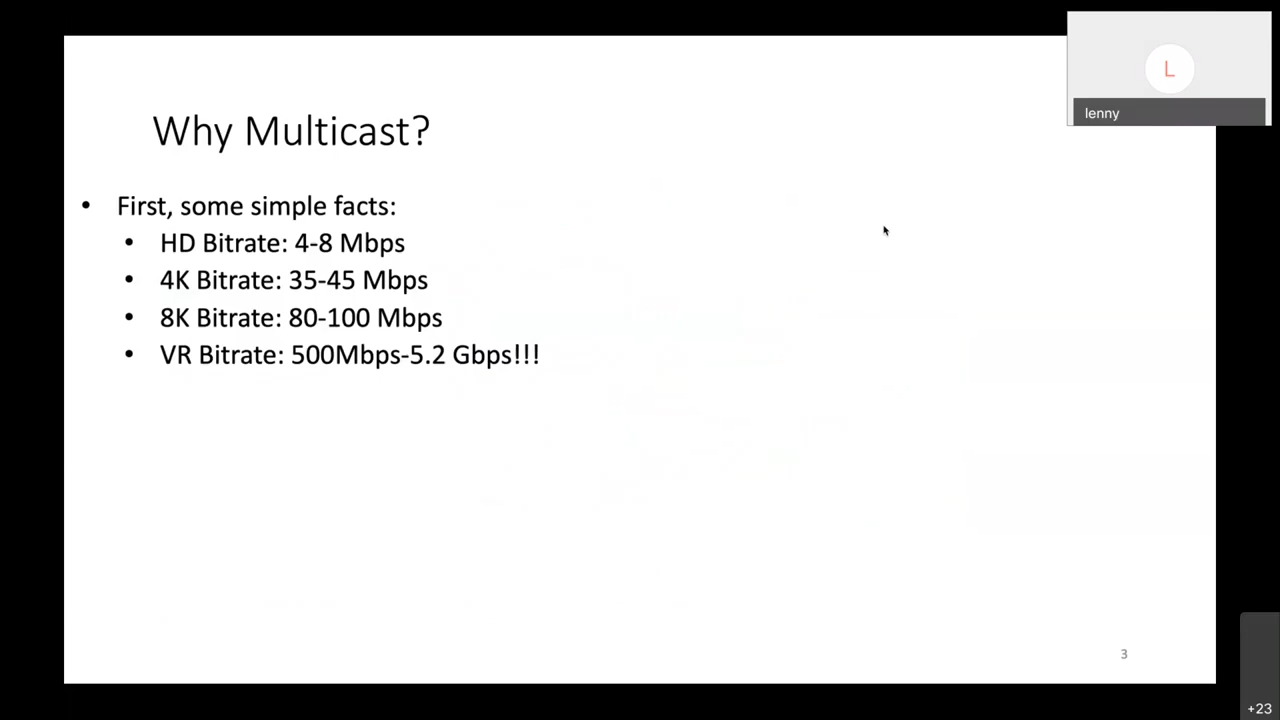 L
lenny
Why Multicast?
• First, some simple facts:
• HD Bitrate: 4-8 Mbps
• 4K Bitrate: 35-45 Mbps
• 8K Bitrate: 80-100 Mbps
• VR Bitrate: 500Mbps-5.2 Gbps!!!
3
+23